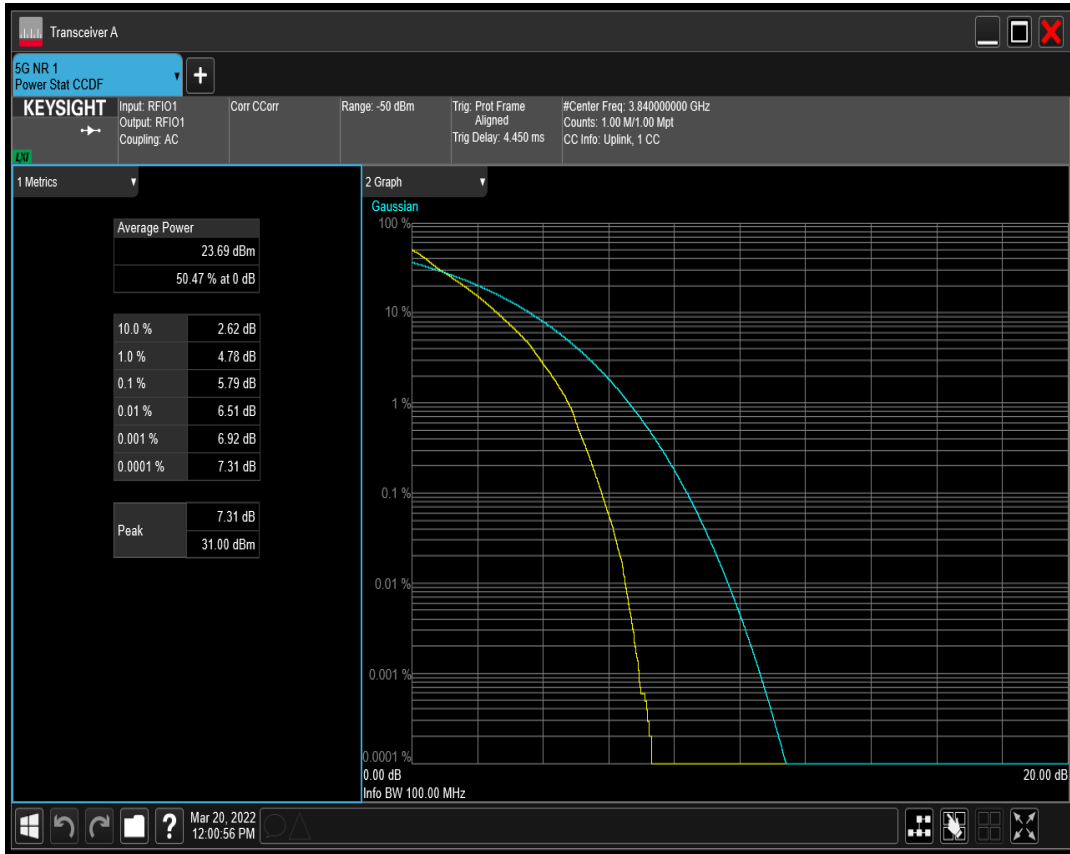 Transceiver A
5G NR 1
Power Stat CCDF
+
KEYSIGHT
LXI
Input: RFIO1
Output: RFIO1
Coupling: AC
Corr CCorr
Range: -50 dBm
Trig: Prot Frame
Aligned
Trig Delay: 4.450 ms
#Center Freq: 3.840000000 GHz
Counts: 1.00 M/1.00 Mpt
CC Info: Uplink, 1 CC
1 Metrics
Average Power
23.69 dBm
50.47 % at 0 dB
10.0 % 2.62 dB
1.0 % 4.78 dB
0.1 % 5.79 dB
0.01 % 6.51 dB
0.001 % 6.92 dB
0.0001 % 7.31 dB
Peak
7.31 dB
31.00 dBm
2 Graph
Gaussian
100 %
10 %
1 %
0.1 %
0.01 %
0.001 %
0.0001 %
0.00 dB 20.00 dB
Info BW 100.00 MHz
?
Mar 20, 2022
12:00:56 PM